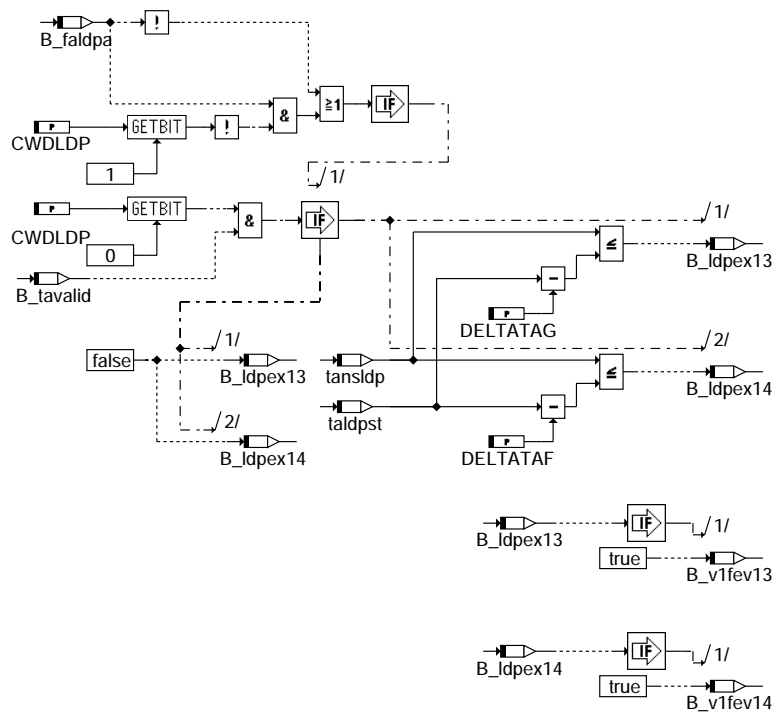 B_faldpa
!
≥1
IF
&
CWDLDP
P
GETBIT
!
1
1/
P
GETBIT
&
IF
1/
CWDLDP
0
≤
B_ldpex13
B_tavalid
–
P
DELTATAG
1/
2/
false
B_ldpex13
tansldp
≤
B_ldpex14
2/
taldpst
–
P
B_ldpex14
DELTATAF
IF
1/
B_ldpex13
true
B_v1fev13
IF
1/
B_ldpex14
true
B_v1fev14